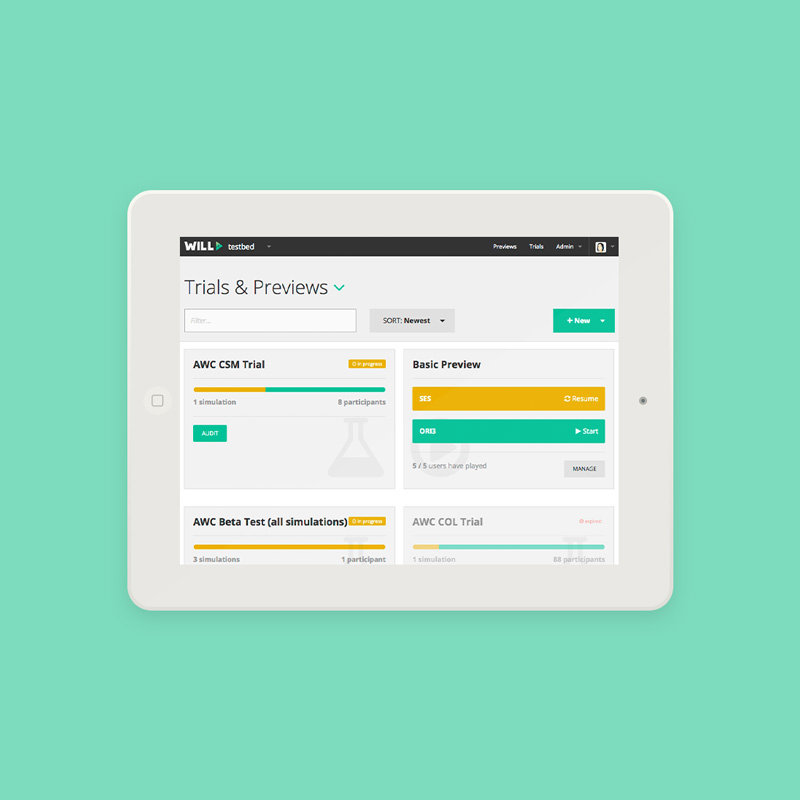 WILL testbed Previews Trials Admin
Trials & Previews
Filter... SORT: Newest + New
AWC CSM Trial in progress
1 simulation 8 participants
AUDIT
Basic Preview
SES Resume
Start
5 / 5 users have played MANAGE
AWC Beta Test (all simulations) in progress
3 simulations 1 participant
AWC COL Trial
1 simulation 88 participants